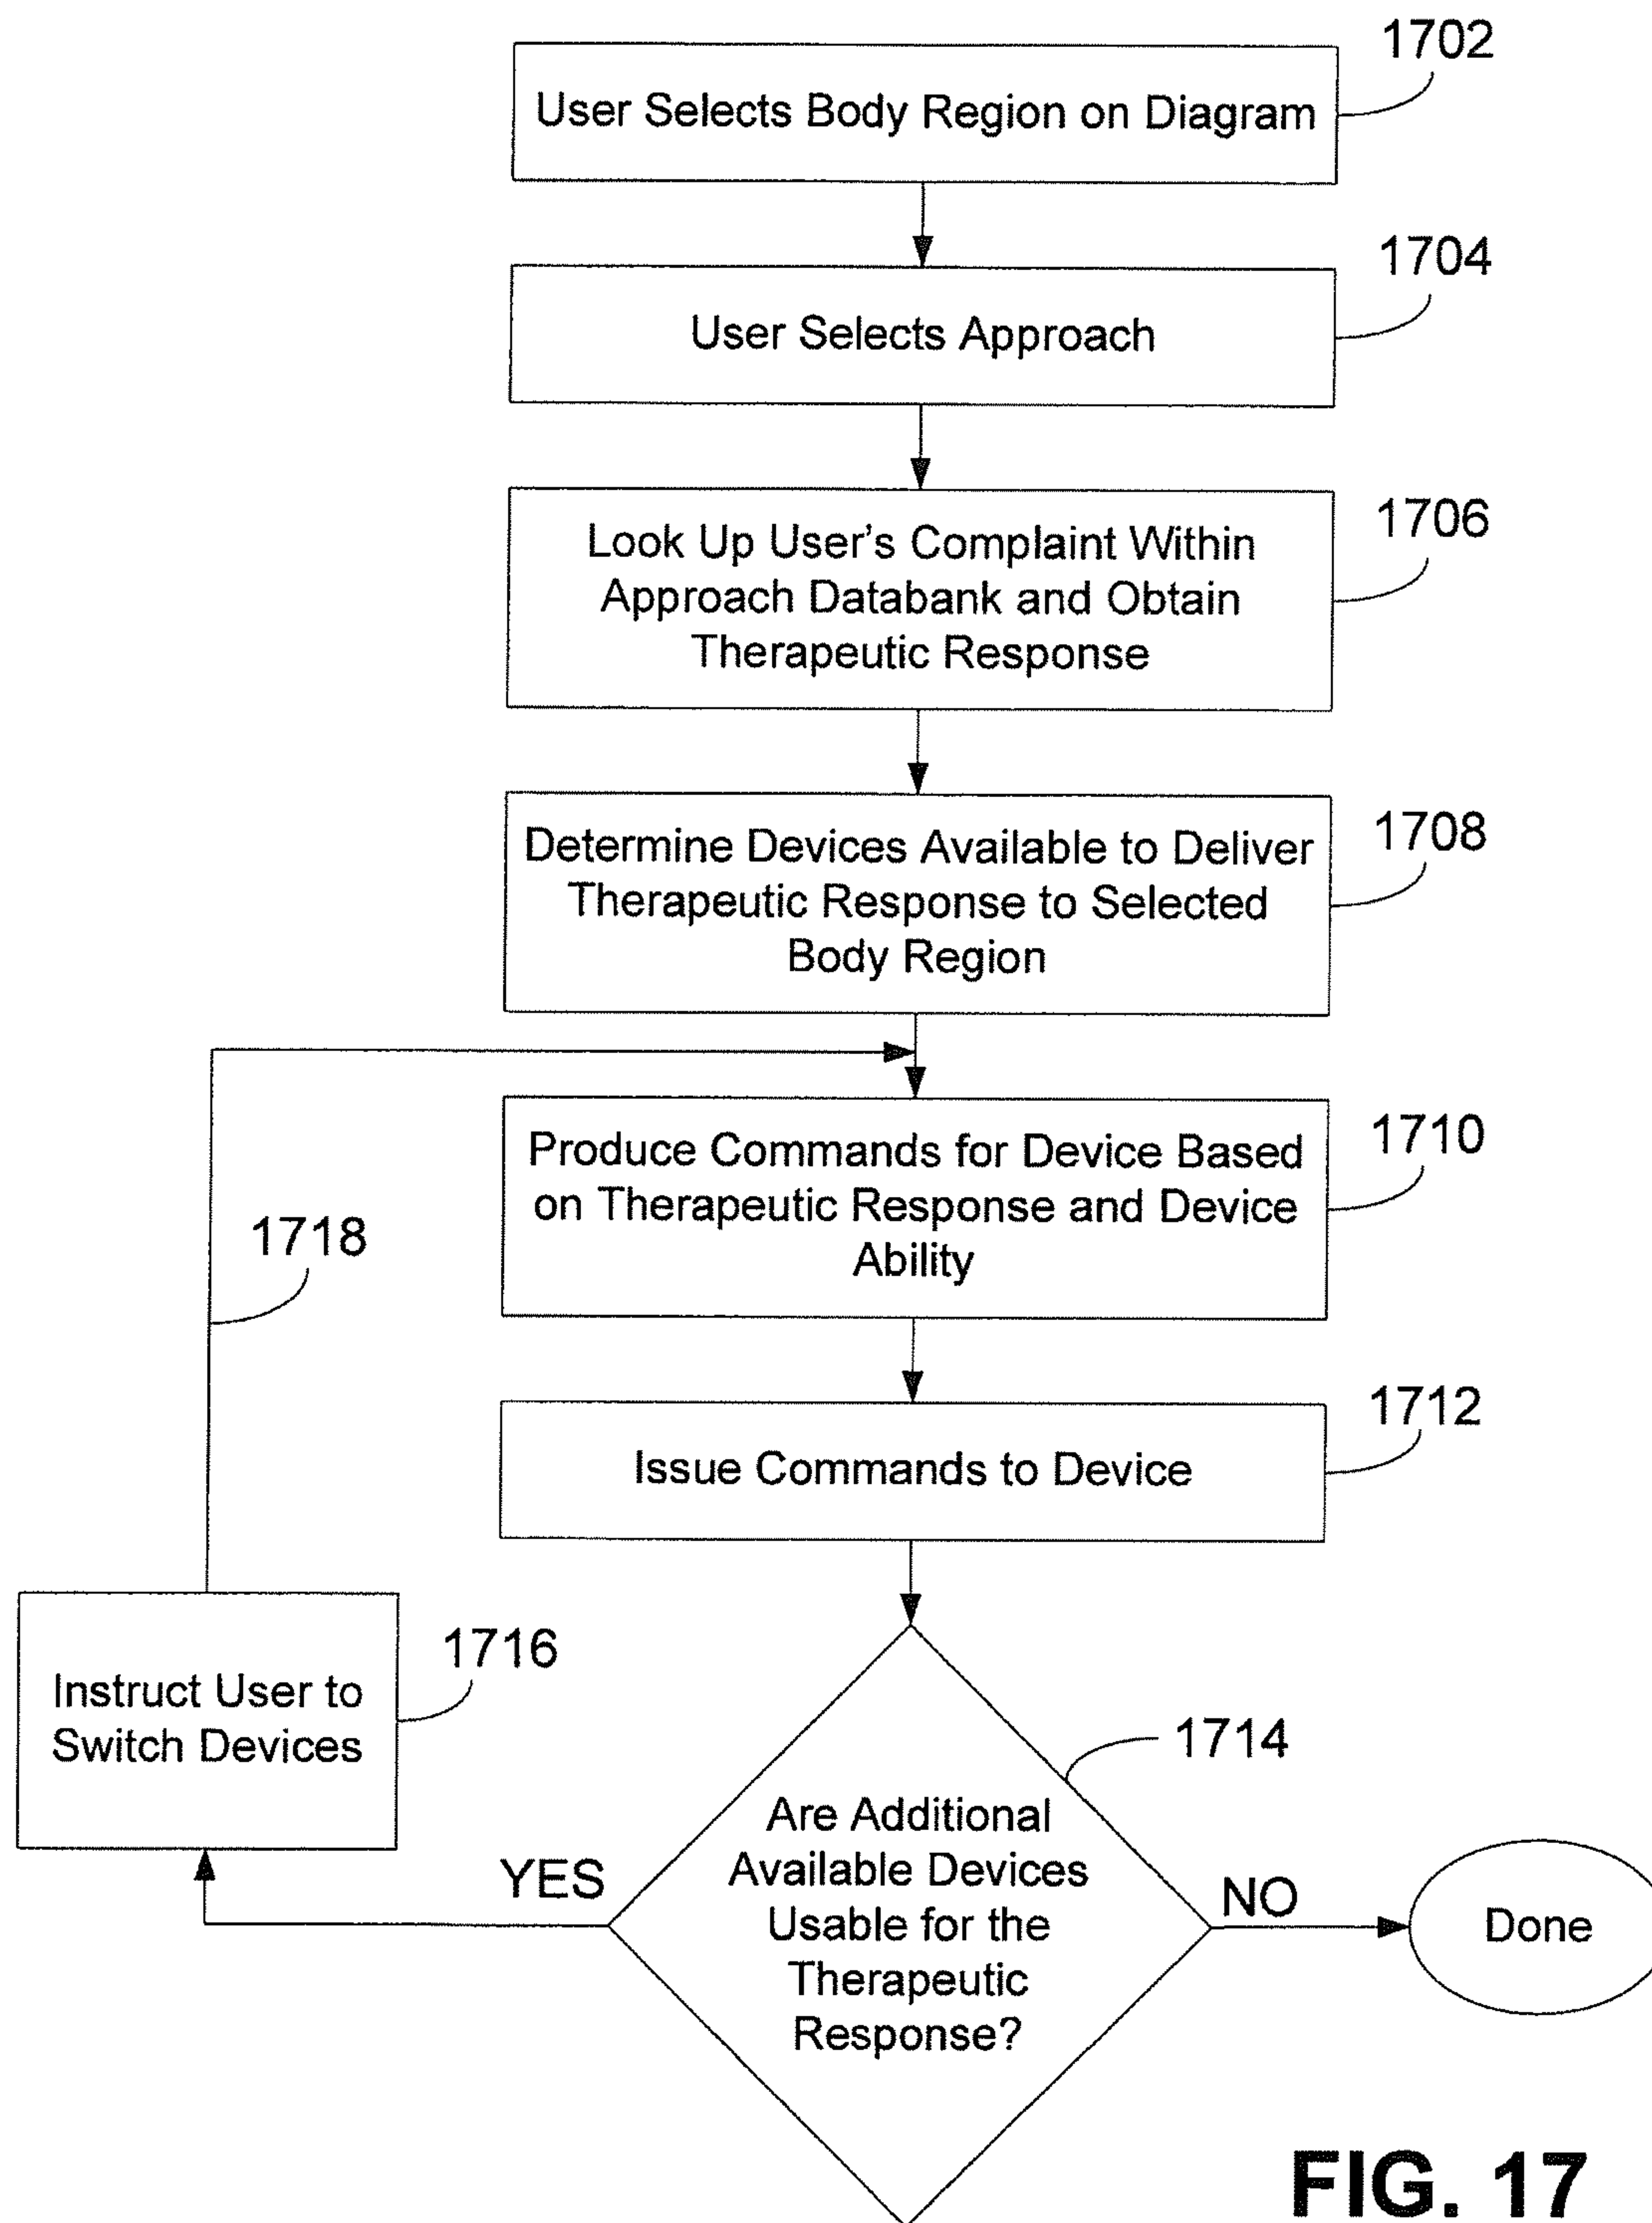 1702
User Selects Body Region on Diagram
1704
User Selects Approach
1706
Look Up User's Complaint Within
Approach Databank and Obtain
Therapeutic Response
1708
Determine Devices Available to Deliver
Therapeutic Response to Selected
Body Region
1710
Produce Commands for Device Based
on Therapeutic Response and Device
Ability
1718
1712
Issue Commands to Device
1716
Instruct User to
Switch Devices
1714
Are Additional
Available Devices
Usable for the
Therapeutic
Response?
YES
NO
Done
FIG. 17